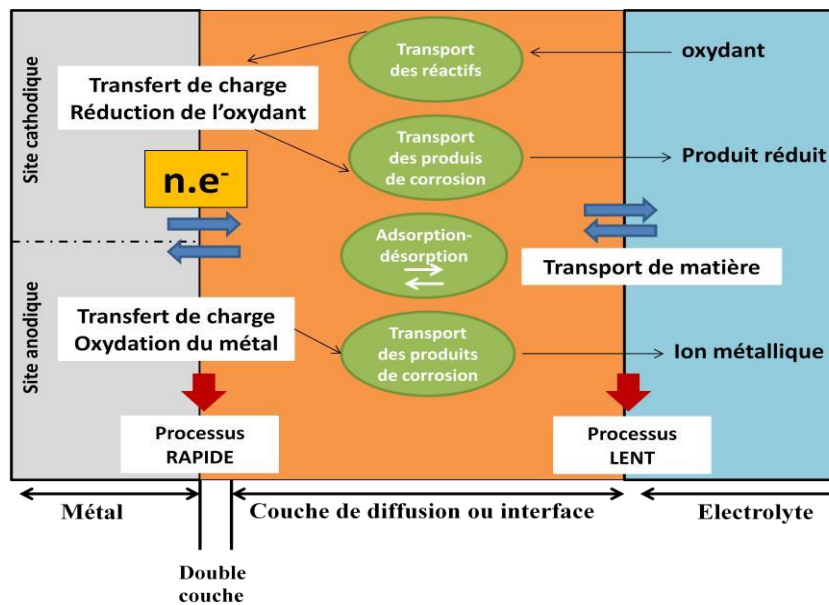 Site cathodique
Site anodique
Transport
des réactifs
oxydant
Transfert de charge
Réduction de l'oxydant
Transport
des produis
de corrosion
Produit réduit
n.e-
Adsorption-
désorption
Transport de matière
Transfert de charge
Oxydation du métal
Transport
des produits
de corrosion
Ion métallique
Processus
RAPIDE
Processus
LENT
Métal
Couche de diffusion ou interface
Electrolyte
Double
couche